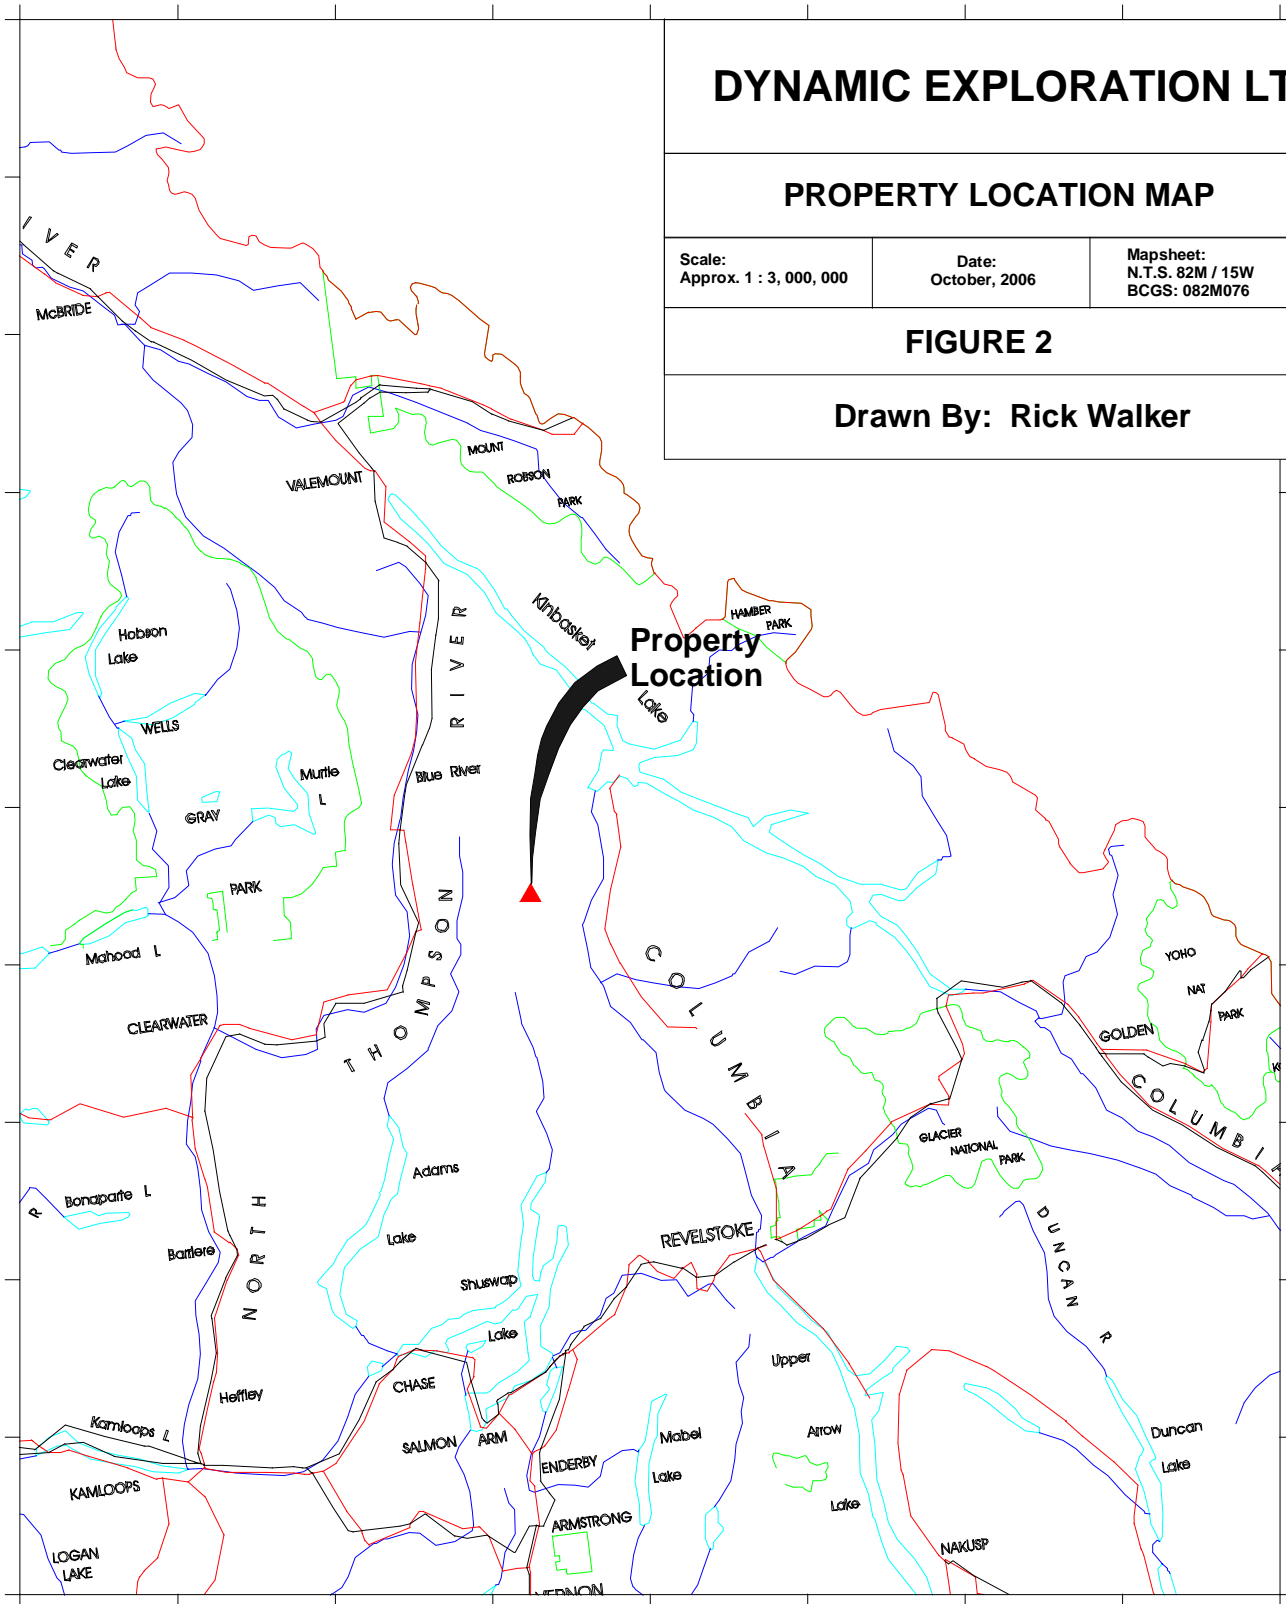 DYNAMIC EXPLORATION LT
PROPERTY LOCATION MAP
Scale:
Approx. 1 : 3, 000, 000
Date:
October, 2006
Mapsheet:
N.T.S. 82M / 15W
BCGS: 082M076
FIGURE 2
Drawn By: Rick Walker
IVER
McBRIDE
VALEMOUNT
MOUNT
ROBSON
PARK
Kinbasket
Lake
HAMBER
PARK
Property
Location
Hobson
Lake
WELLS
Clearwater
Lake
Murtle
L
GRAY
PARK
Blue River
RIVER
THOMPSON
NORTH
Mahood L
CLEARWATER
COLUMBIA
YOHO
NAT
PARK
GOLDEN
COLUMBIA
GLACIER
NATIONAL
PARK
Adams
Lake
Bonaparte L
R
Barriere
REVELSTOKE
DUNCAN R
Shuswap
Lake
Upper
Arrow
Lake
CHASE
Heffley
Kamloops L
SALMON ARM
Mabel
Lake
Duncan
Lake
ENDERBY
KAMLOOPS
ARMSTRONG
NAKUSP
LOGAN
LAKE
VERNON